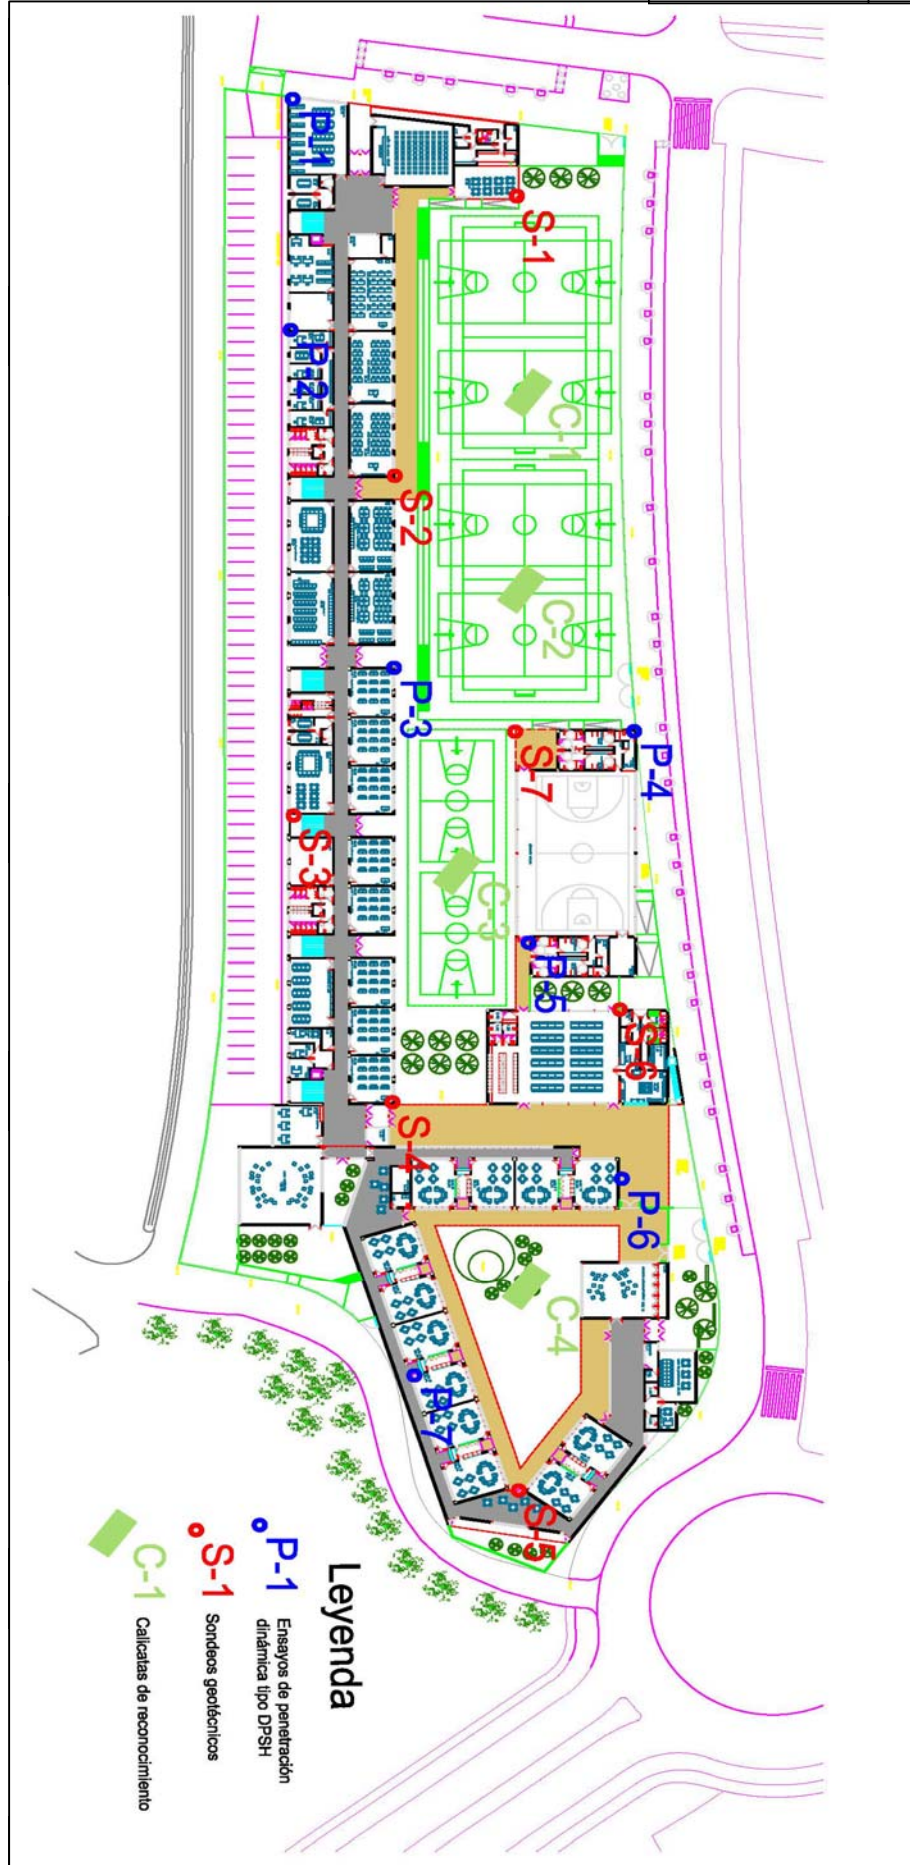 P-1
S-1
P-2
C-1
S-2
C-2
P-3
P-4
S-7
S-3
C-3
P-5
S-6
S-4
P-6
C-4
P-7
S-5
Leyenda
P-1
Ensayos de penetración
dinámica tipo DPSH
S-1
Sondeos geotécnicos
C-1
Calicatas de reconocimiento